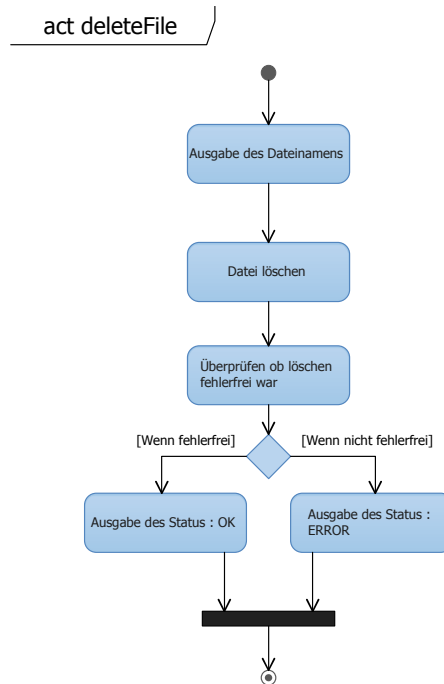 act deleteFile
Ausgabe des Dateinamens
Datei löschen
Überprüfen ob löschen
fehlerfrei war
[Wenn fehlerfrei]
[Wenn nicht fehlerfrei]
Ausgabe des Status : OK
Ausgabe des Status :
ERROR